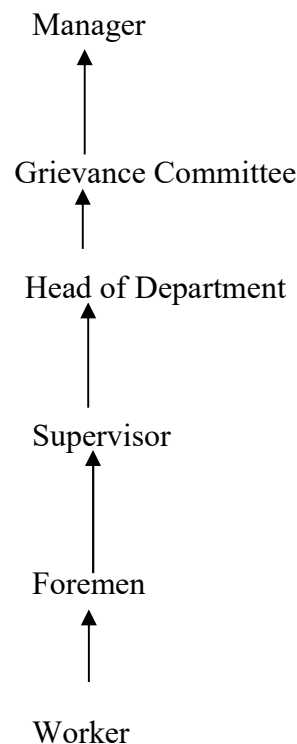 Manager
Grievance Committee
Head of Department
Supervisor
Foremen
Worker